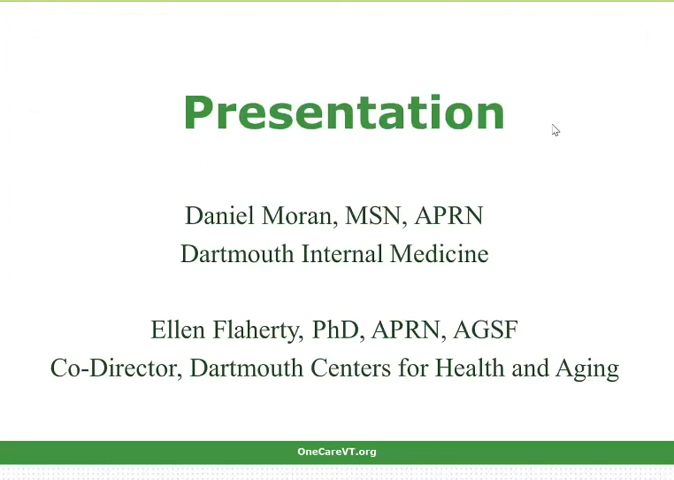 Presentation
Daniel Moran, MSN, APRN
Dartmouth Internal Medicine
Ellen Flaherty, PhD, APRN, AGSF
Co-Director, Dartmouth Centers for Health and Aging
OneCareVT.org